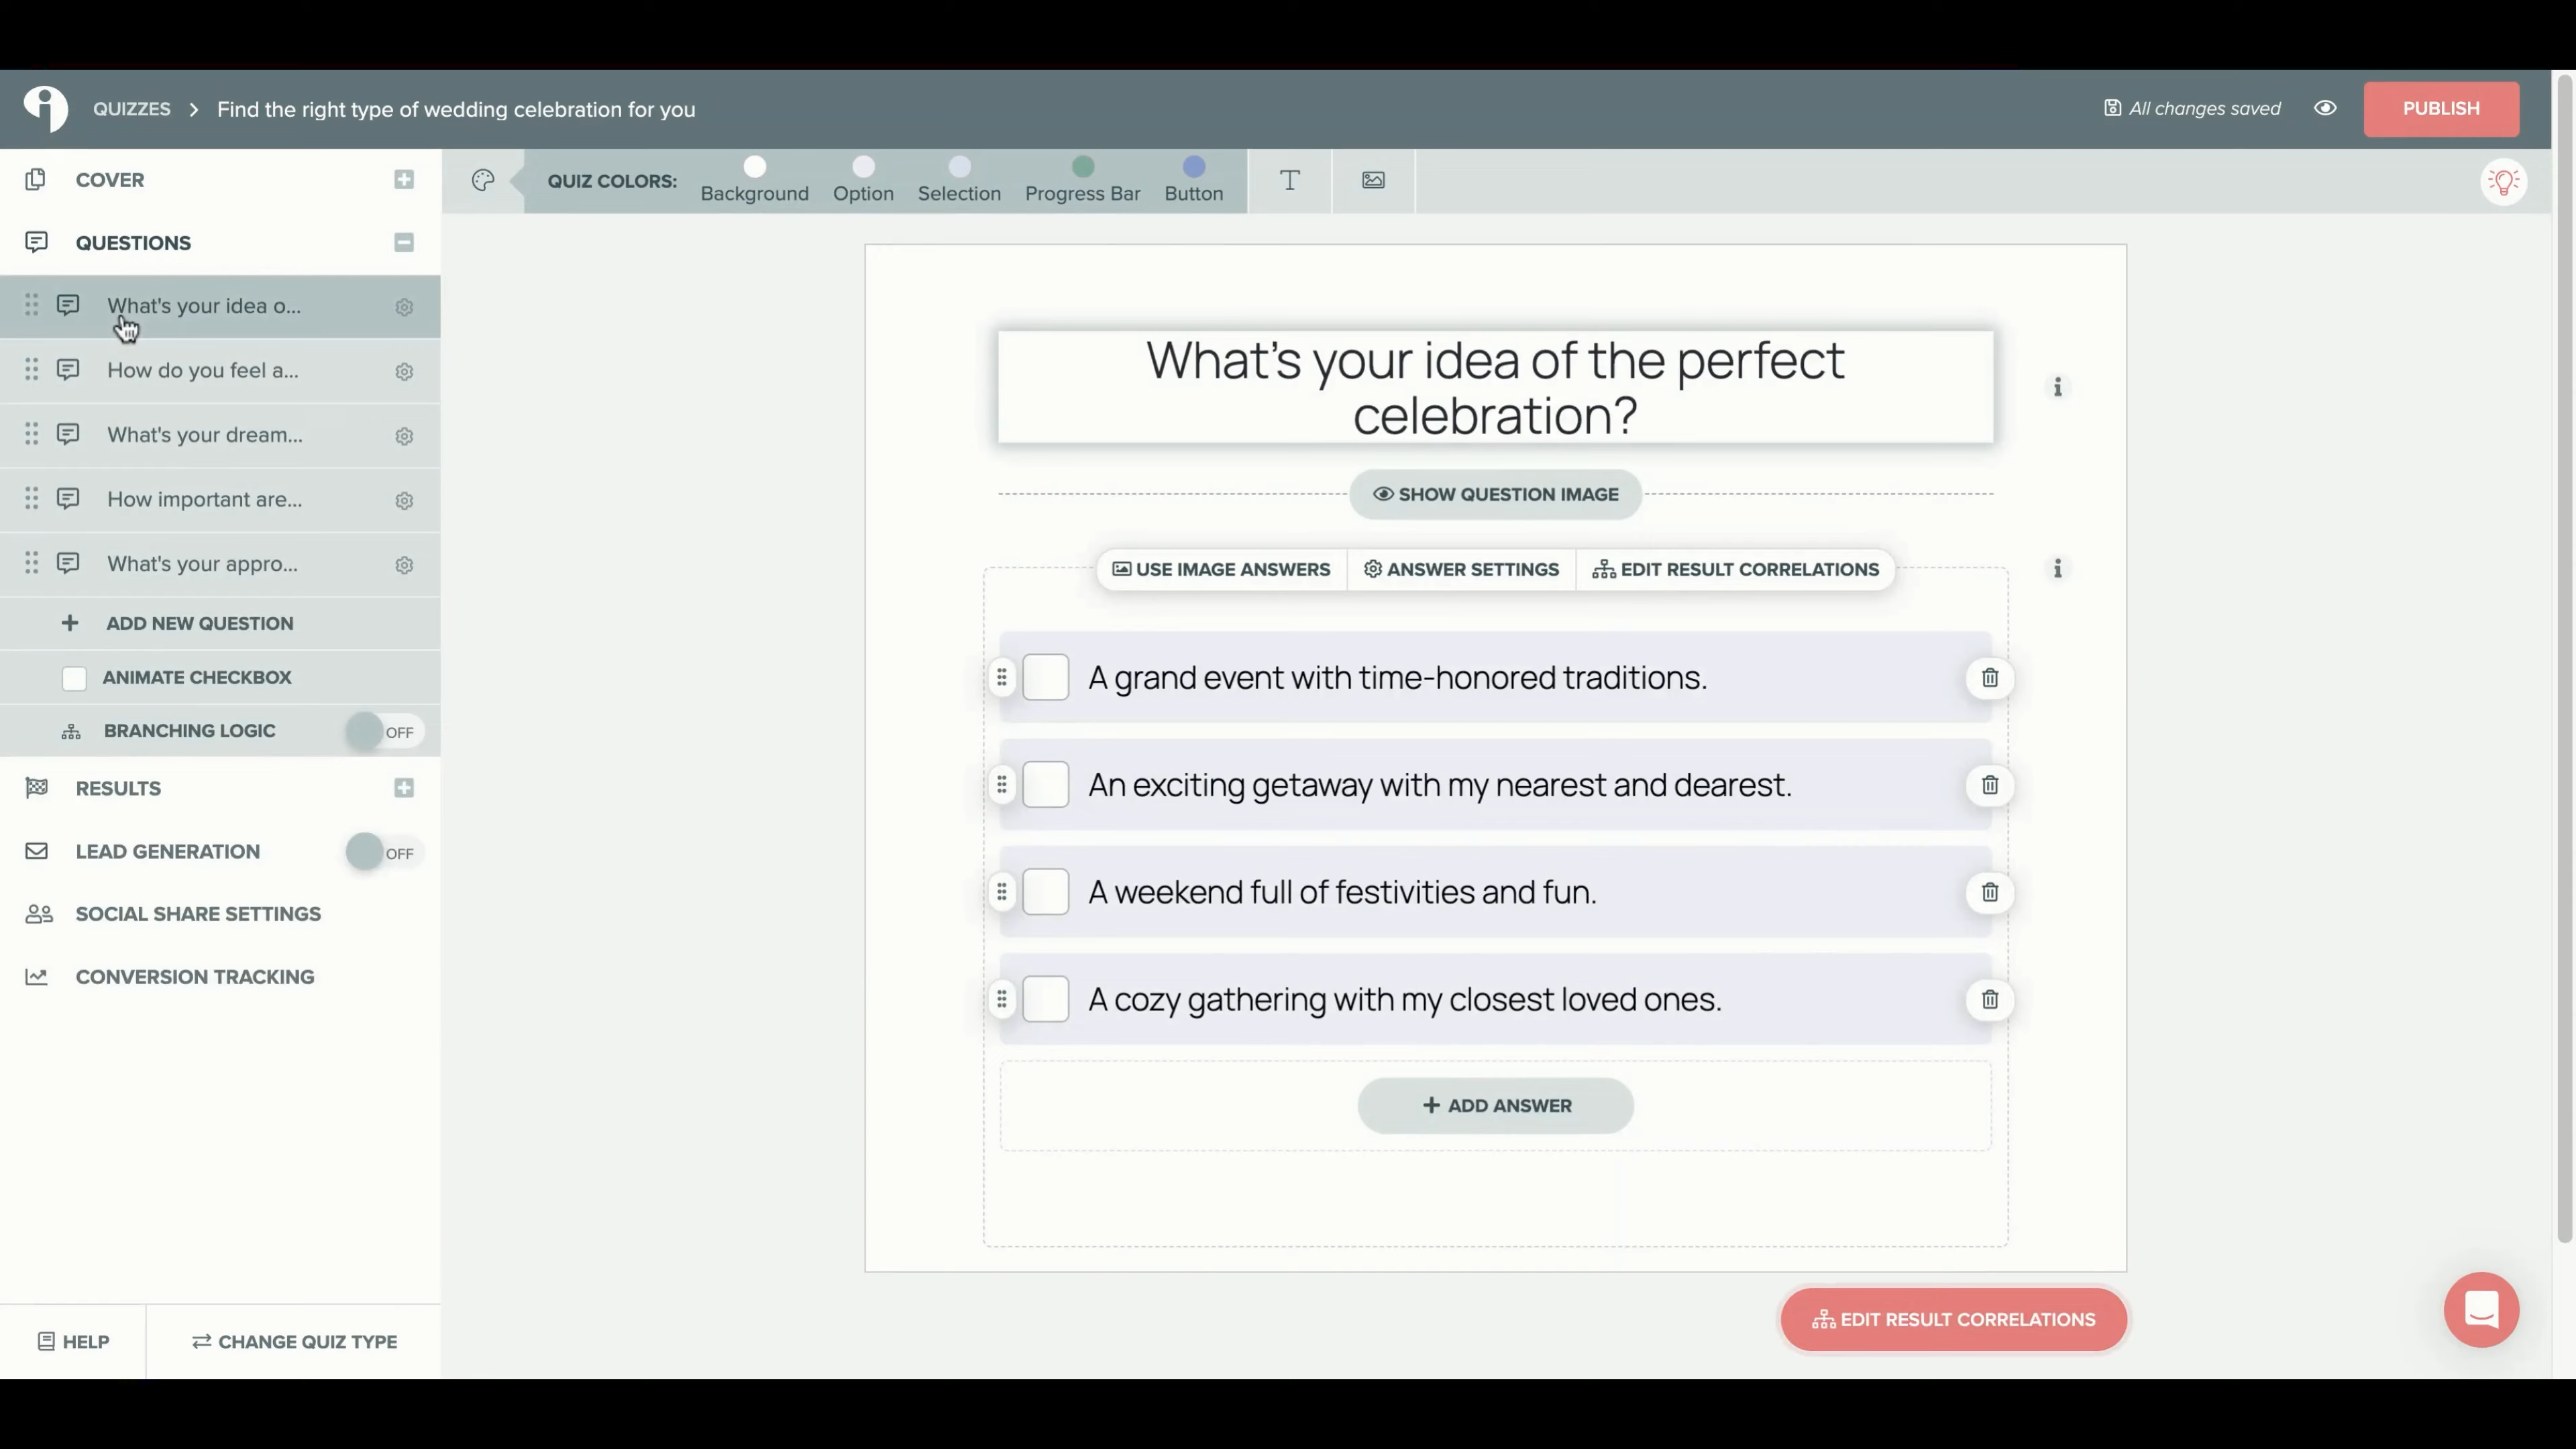 QUIZZES > Find the right type of wedding celebration for you
All changes saved
PUBLISH
COVER
QUESTIONS
What's your idea o...
How do you feel a...
What's your dream...
How important are...
What's your appro...
ADD NEW QUESTION
ANIMATE CHECKBOX
BRANCHING LOGIC OFF
RESULTS
LEAD GENERATION OFF
SOCIAL SHARE SETTINGS
CONVERSION TRACKING
HELP
CHANGE QUIZ TYPE
QUIZ COLORS: Background Option Selection Progress Bar Button
T
What's your idea of the perfect
celebration?
SHOW QUESTION IMAGE
USE IMAGE ANSWERS ANSWER SETTINGS EDIT RESULT CORRELATIONS
A grand event with time-honored traditions.
An exciting getaway with my nearest and dearest.
A weekend full of festivities and fun.
A cozy gathering with my closest loved ones.
+ ADD ANSWER
EDIT RESULT CORRELATIONS